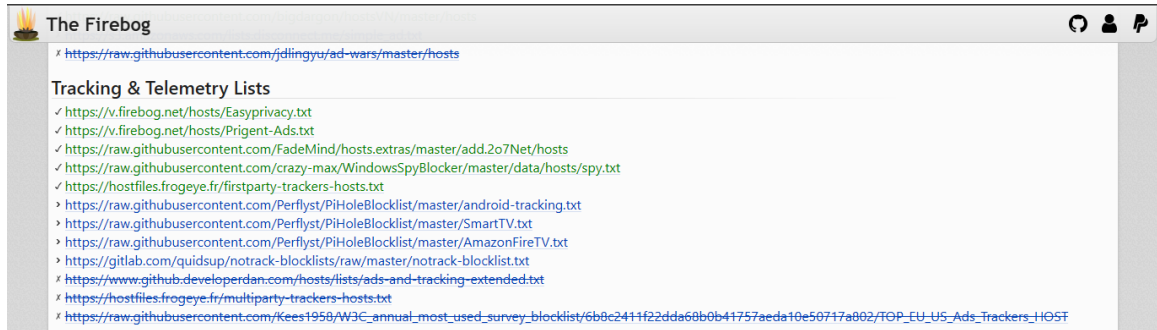 The Firebog
✗ https://raw.githubusercontent.com/jdlingyu/ad-wars/master/hosts
Tracking & Telemetry Lists
✓ https://v.firebog.net/hosts/Easyprivacy.txt
✓ https://v.firebog.net/hosts/Prigent-Ads.txt
✓ https://raw.githubusercontent.com/FadeMind/hosts.extras/master/add.2o7Net/hosts
✓ https://raw.githubusercontent.com/crazy-max/WindowsSpyBlocker/master/data/hosts/spy.txt
✓ https://hostfiles.frogeye.fr/firstparty-trackers-hosts.txt
› https://raw.githubusercontent.com/Perflyst/PiHoleBlocklist/master/android-tracking.txt
› https://raw.githubusercontent.com/Perflyst/PiHoleBlocklist/master/SmartTV.txt
› https://raw.githubusercontent.com/Perflyst/PiHoleBlocklist/master/AmazonFireTV.txt
› https://gitlab.com/quidsup/notrack-blocklists/raw/master/notrack-blocklist.txt
✗ https://www.github.developerdan.com/hosts/lists/ads-and-tracking-extended.txt
✗ https://hostfiles.frogeye.fr/multiparty-trackers-hosts.txt
✗ https://raw.githubusercontent.com/Kees1958/W3C_annual_most_used_survey_blocklist/6b8c2411f22dda68b0b41757aeda10e50717a802/TOP_EU_US_Ads_Trackers_HOST